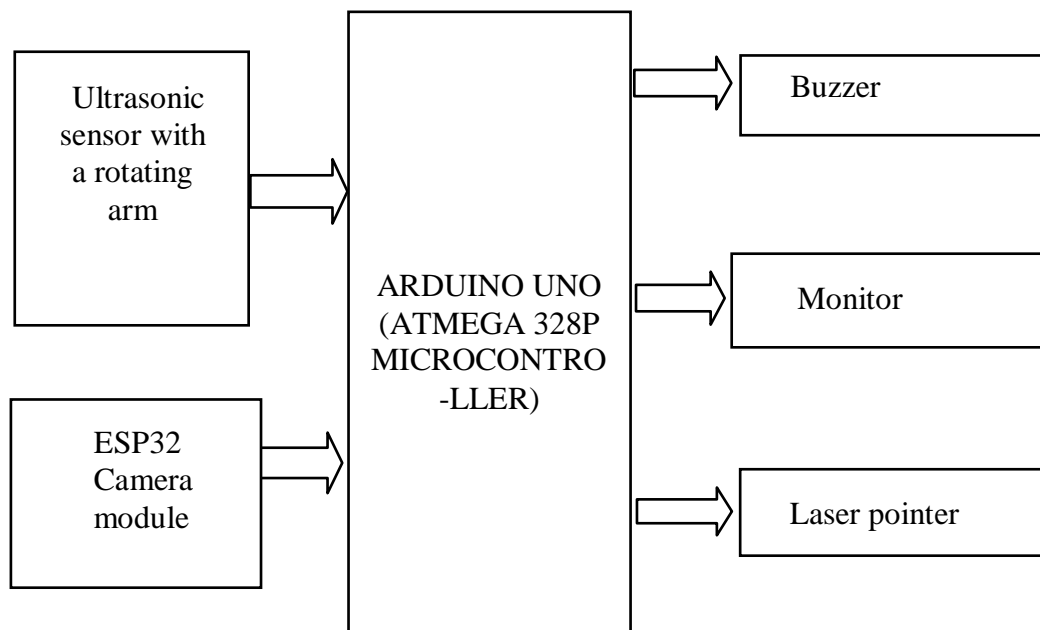 Ultrasonic
sensor with
a rotating
arm
ESP32
Camera
module
ARDUINO UNO
(ATMEGA 328P
MICROCONTRO
-LLER)
Buzzer
Monitor
Laser pointer